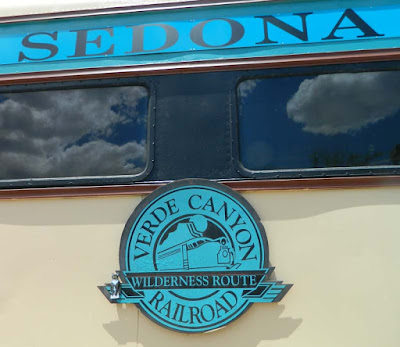 SEDONA
VERDE CANYON
WILDERNESS ROUTE
RAILROAD